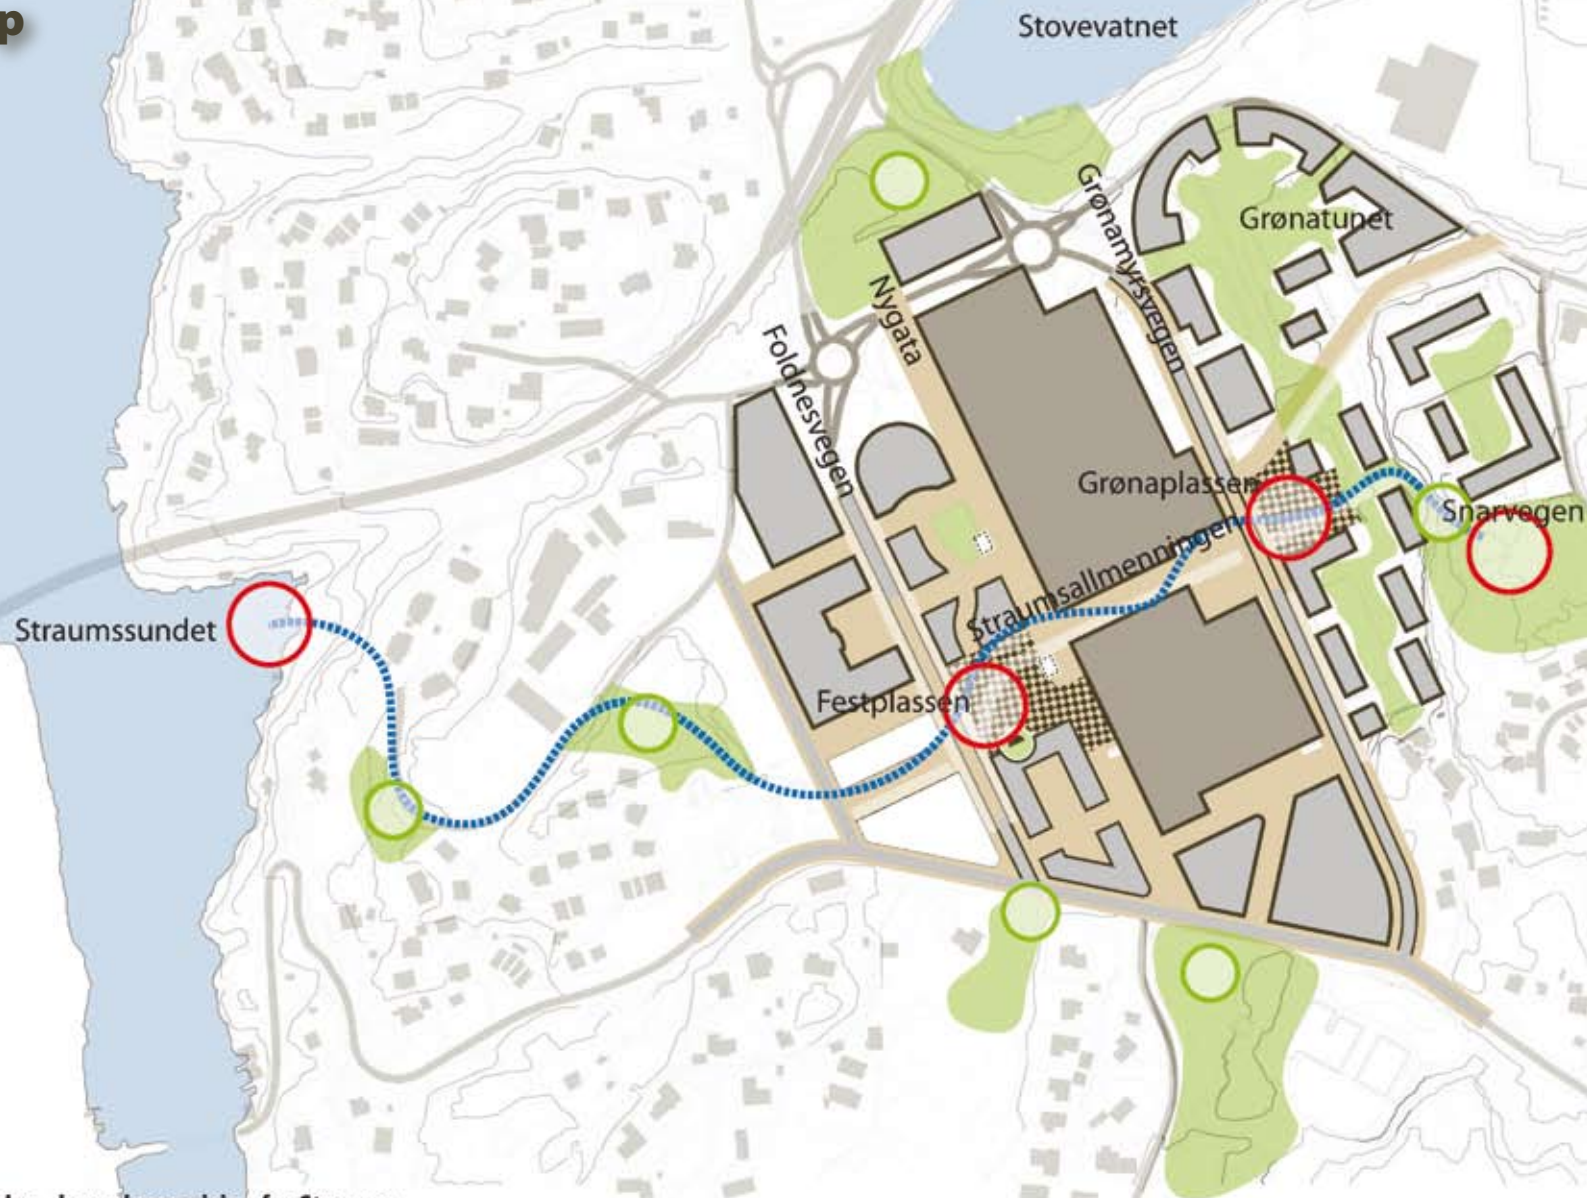 p
Stovevatnet
Grønatunet
Grønamyrsvegen
Nygata
Foldnesvegen
Grønaplassen
Snarvegen
Straumsallmenningen
Straumssundet
Festplassen